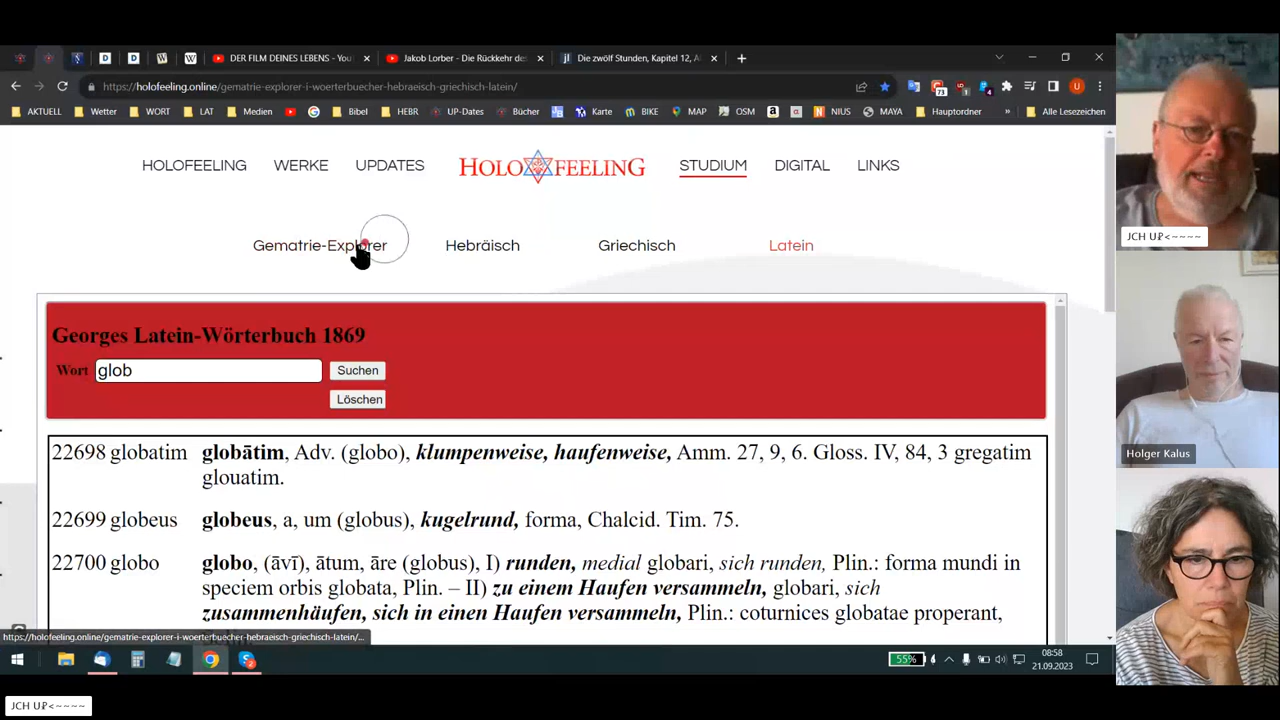 DER FILM DEINES LEBENS - You
Jakob Lorber - Die Rückkehr des
Die zwölf Stunden, Kapitel 12, A
https://holofeeling.online/gematrie-explorer-i-woerterbuecher-hebraeisch-griechisch-latein/
AKTUELL Wetter WORT LAT Medien Bibel HEBR UP-Dates Bücher Karte BIKE MAP OSM NIUS MAYA Hauptordner » Alle Lesezeichen
HOLOFEELING WERKE UPDATES HOLO FEELING STUDIUM DIGITAL LINKS
Gematrie-Explorer Hebräisch Griechisch Latein
JCH UP<~~~~
Georges Latein-Wörterbuch 1869
Wort glob Suchen
Löschen
22698 globatim globātim, Adv. (globo), klumpenweise, haufenweise, Amm. 27, 9, 6. Gloss. IV, 84, 3 gregatim
glouatim.
Holger Kalus
22699 globeus globeus, a, um (globus), kugelrund, forma, Chalcid. Tim. 75.
22700 globo globo, (āvī), ātum, āre (globus), I) runden, medial globari, sich runden, Plin.: forma mundi in
speciem orbis globata, Plin. – II) zu einem Haufen versammeln, globari, sich
zusammenhäufen, sich in einen Haufen versammeln, Plin.: coturnices globatae properant,
https://holofeeling.online/gematrie-explorer-i-woerterbuecher-hebraeisch-griechisch-latein/...
55%
08:58
21.09.2023
JCH UP<~~~~